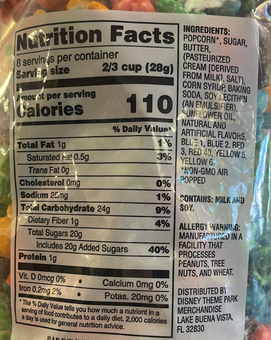 Nutrition Facts
8 servings per container
Serving size 2/3 cup (28g)
Amount per serving
Calories 110
% Daily Value*
Total Fat 1g 1%
Saturated Fat 0.5g 3%
Trans Fat 0g
Cholesterol 0mg 0%
Sodium 25mg 1%
Total Carbohydrate 24g 9%
Dietary Fiber 1g 4%
Total Sugars 20g
Includes 20g Added Sugars 40%
Protein 1g
Vit. D 0mcg 0% • Calcium 0mg 0%
Iron 0.2mg 2% • Potas. 20mg 0%
* The % Daily Value tells you how much a nutrient in a
serving of food contributes to a daily diet. 2,000 calories
a day is used for general nutrition advice.
INGREDIENTS:
POPCORN*, SUGAR,
BUTTER,
(PASTEURIZED
CREAM [DERIVED
FROM MILK], SALT),
CORN SYRUP, BAKING
SODA, SOY LECITHIN
(AN EMULSIFIER),
SUNFLOWER OIL,
NATURAL AND
ARTIFICIAL FLAVORS,
BLUE 1, BLUE 2, RED
3, RED 40, YELLOW 5,
YELLOW 6.
*NON-GMO AIR
POPPED
CONTAINS: MILK AND
SOY.
ALLERGY WARNING:
MANUFACTURED IN A
FACILITY THAT
PROCESSES
PEANUTS, TREE
NUTS, AND WHEAT.
DISTRIBUTED BY
DISNEY THEME PARK
MERCHANDISE
LAKE BUENA VISTA,
FL 32830